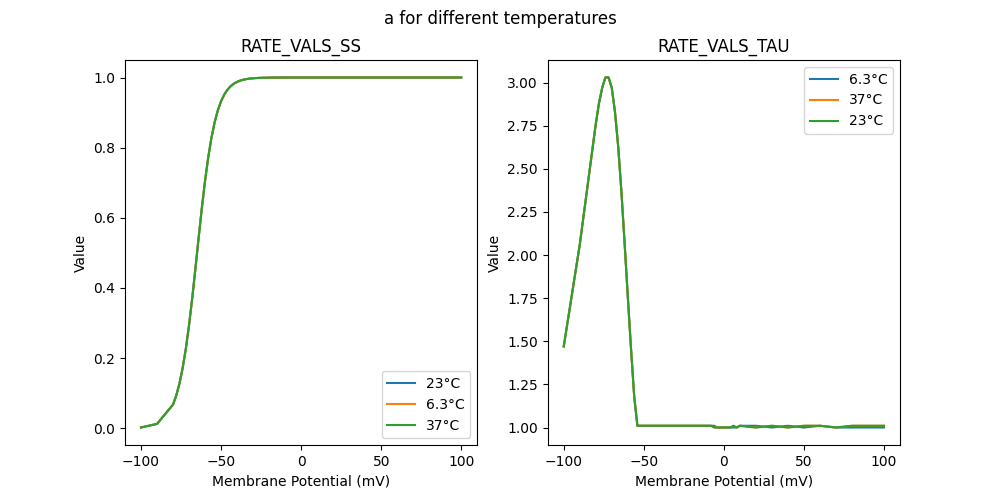 a for different temperatures
RATE_VALS_SS
1.0
0.8
0.6
0.4
0.2
0.0
Value
−100
−50
0
50
100
Membrane Potential (mV)
23°C
6.3°C
37°C
RATE_VALS_TAU
3.00
2.75
2.50
2.25
2.00
1.75
1.50
1.25
1.00
Value
−100
−50
0
50
100
Membrane Potential (mV)
6.3°C
37°C
23°C